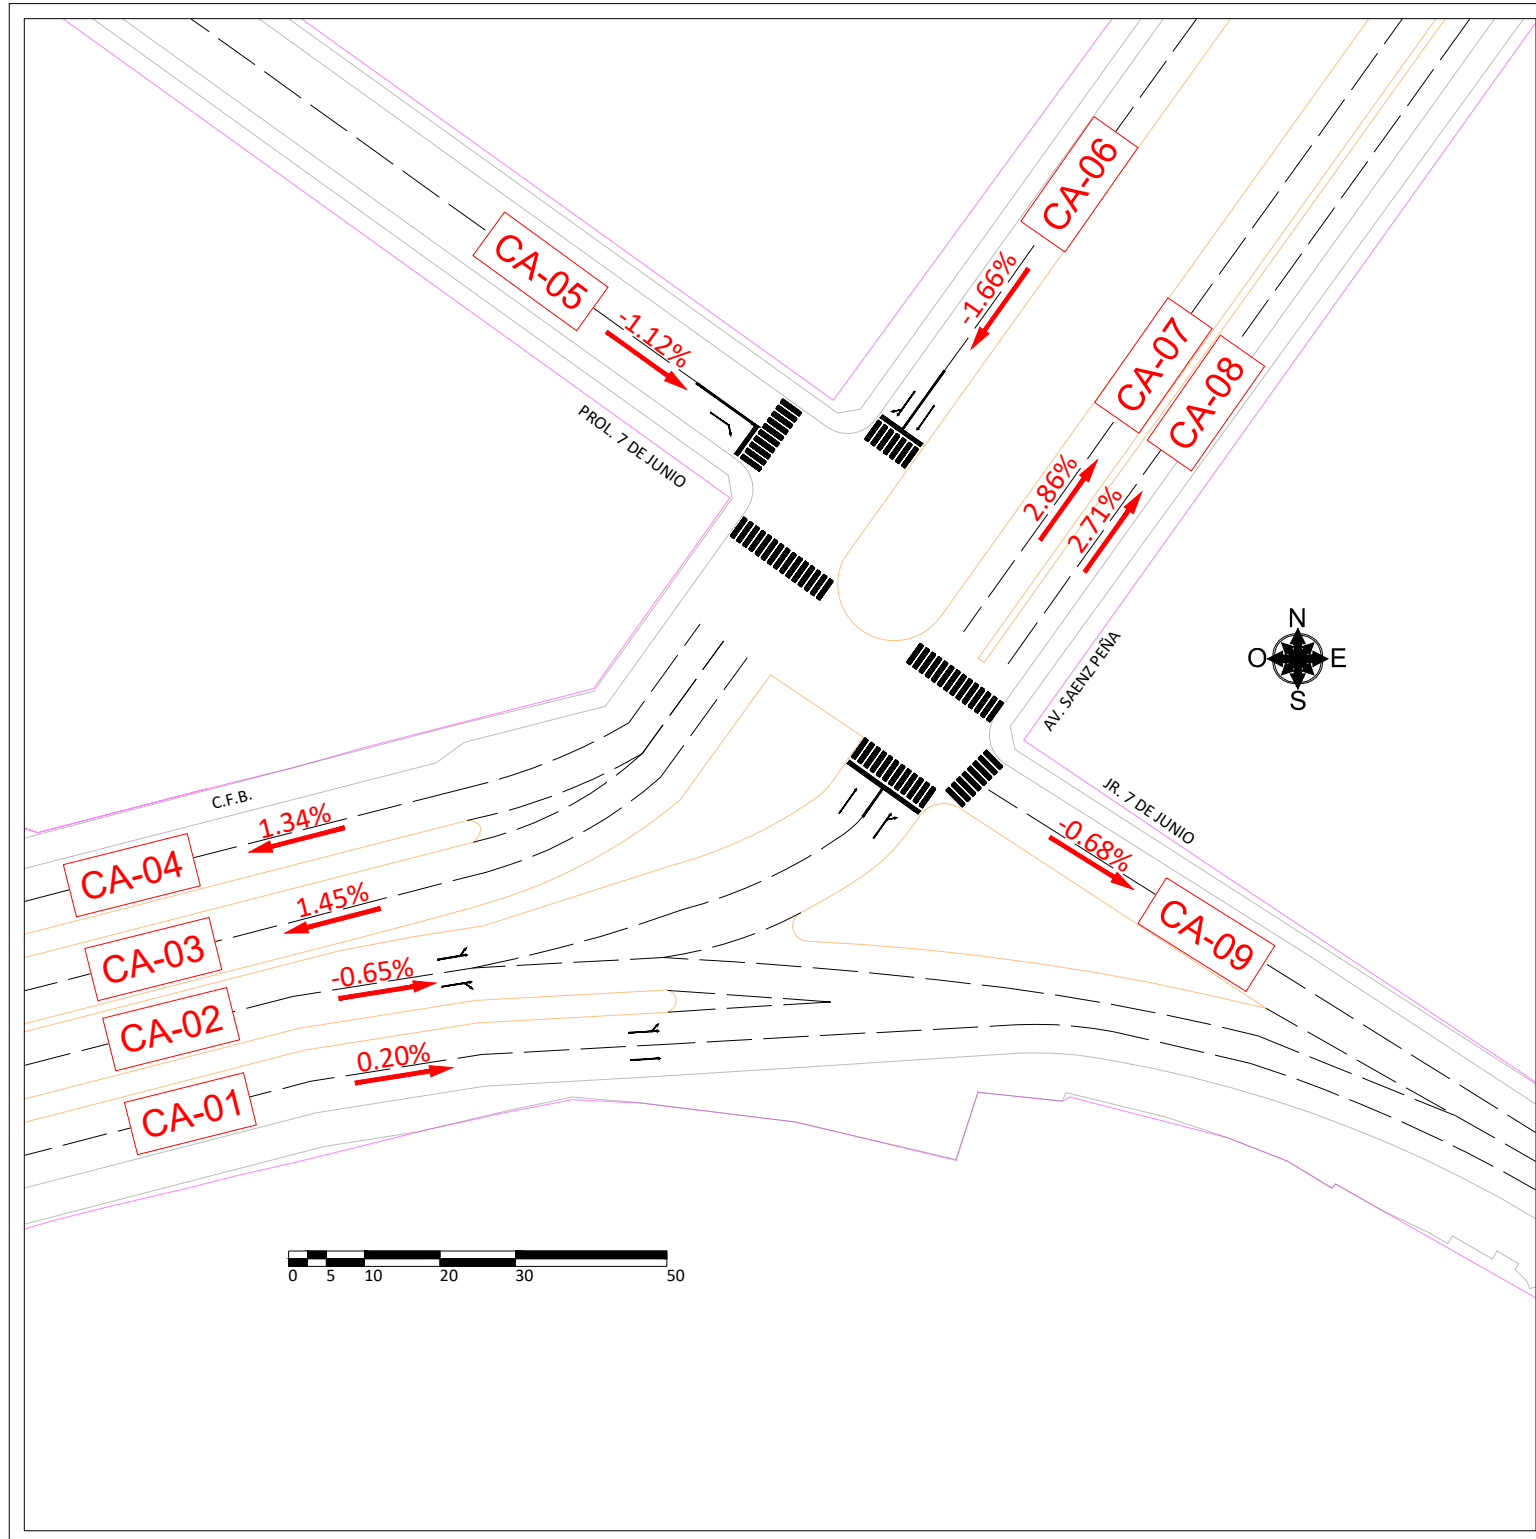 CA-06
CA-05
-1.66%
-1.12%
CA-07
CA-08
PROL. 7 DE JUNIO
2.86%
2.71%
N
O
E
S
AV. SAENZ PEÑA
JR. 7 DE JUNIO
C.F.B.
1.34%
-0.68%
CA-04
1.45%
CA-09
CA-03
-0.65%
CA-02
0.20%
CA-01
0 5 10 20 30 50